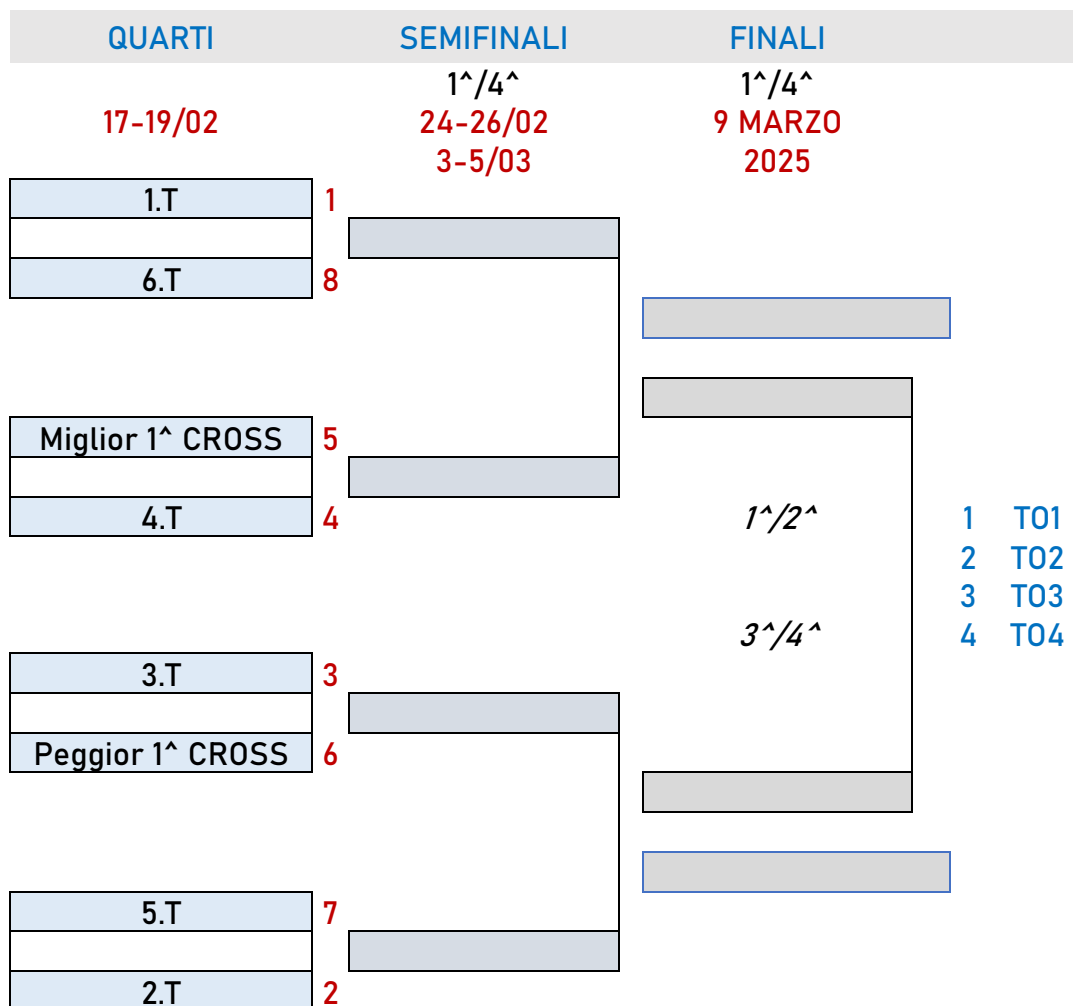 QUARTI SEMIFINALI FINALI
1^/4^ 1^/4^
17-19/02 24-26/02 9 MARZO
3-5/03 2025
1.T 1
6.T 8
Miglior 1^ CROSS 5
4.T 4 1^/2^ 1 TO1
2 TO2
3 TO3
3^/4^ 4 TO4
3.T 3
Peggior 1^ CROSS 6
5.T 7
2.T 2